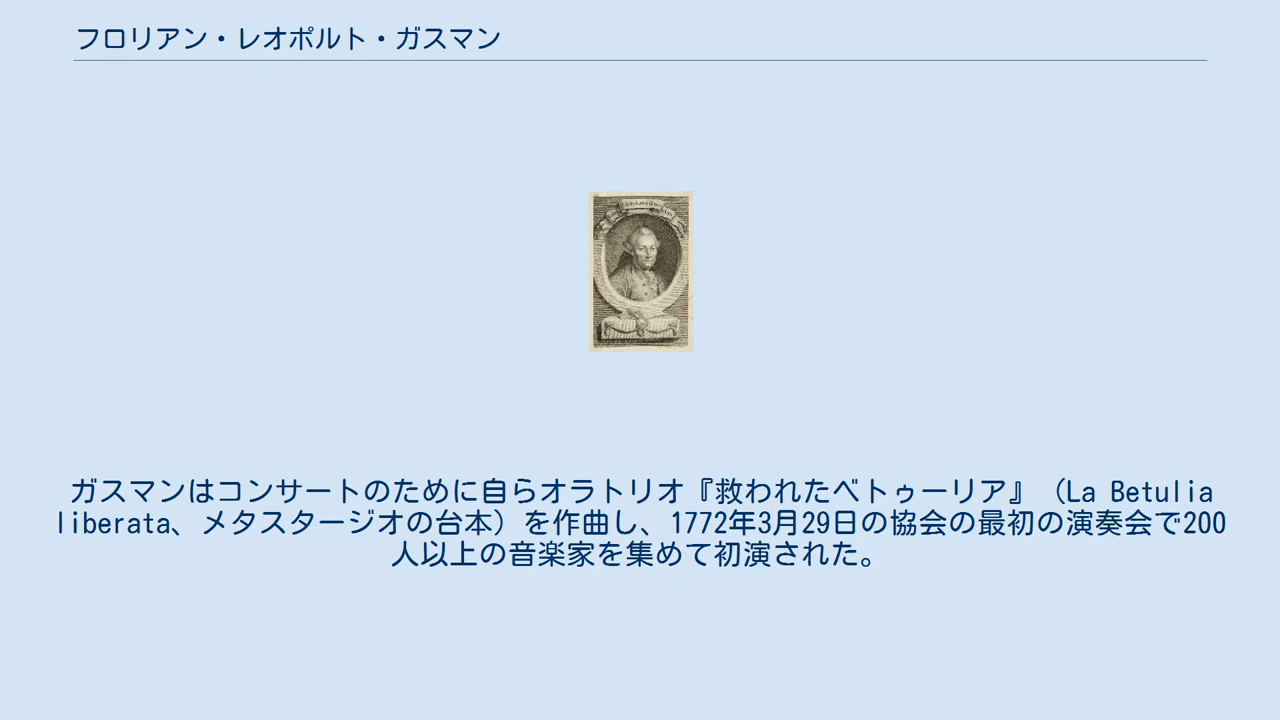 フロリアン・レオポルト・ガスマン
ガスマンはコンサートのために自らオラトリオ『救われたベトゥーリア』（La Betulia
liberata、メタスタージオの台本）を作曲し、1772年3月29日の協会の最初の演奏会で200
人以上の音楽家を集めて初演された。